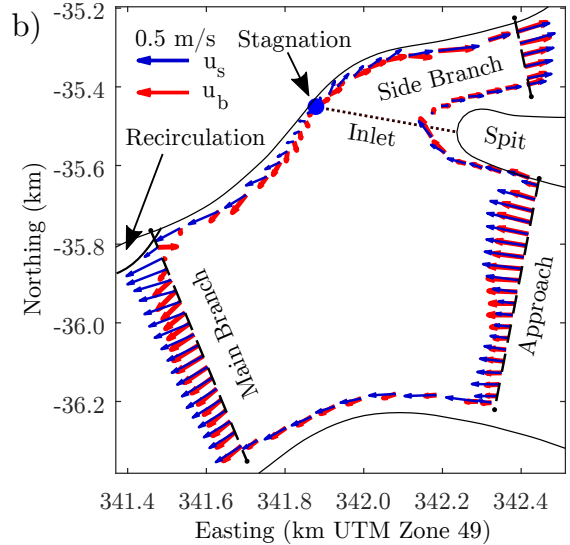 b)
-35.2
-35.4
-35.6
-35.8
-36.0
-36.2
Northing (km)
0.5 m/s
u_s
u_b
Stagnation
Recirculation
Side Branch
Inlet
Spit
Main Branch
Approach
341.4 341.6 341.8 342.0 342.2 342.4
Easting (km UTM Zone 49)